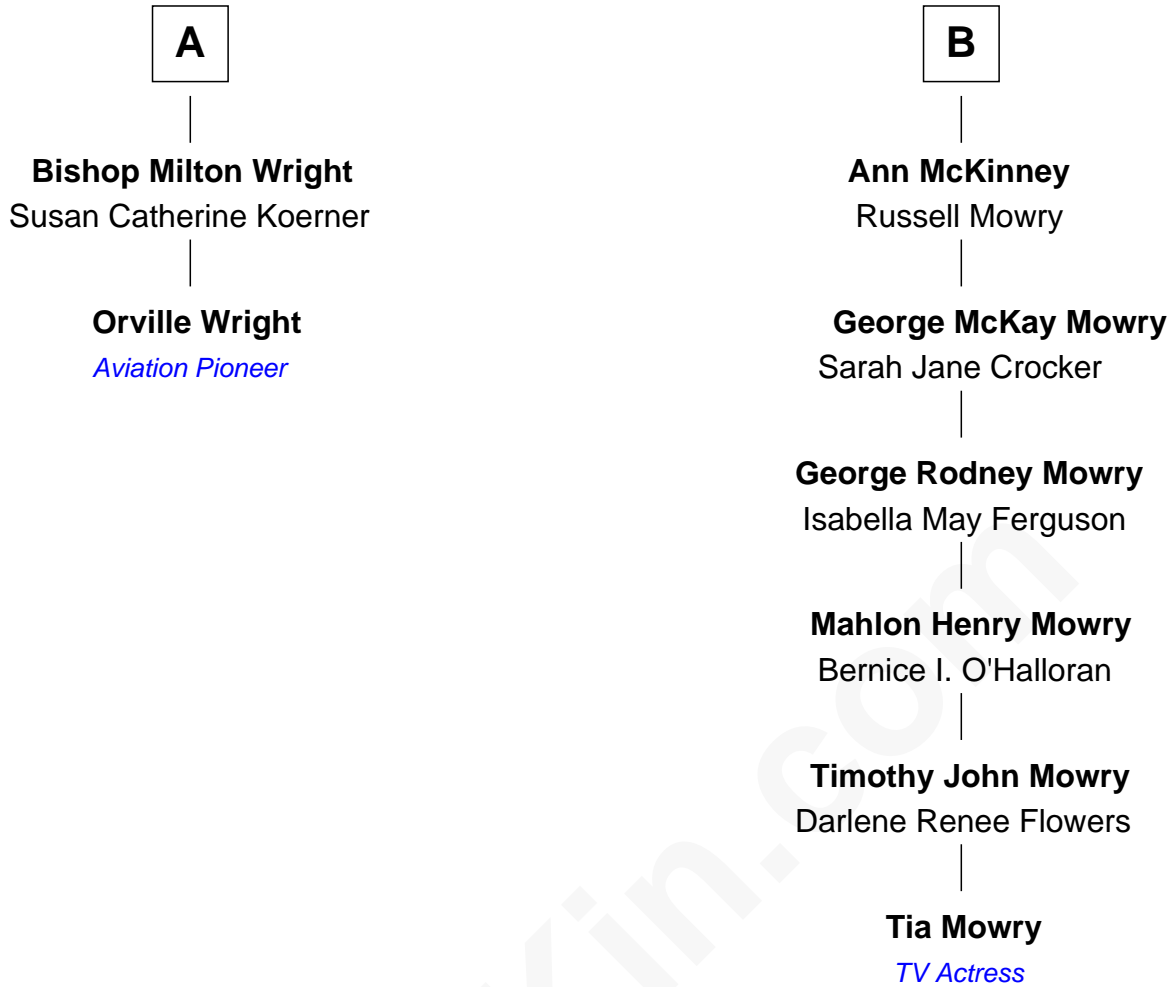 A
Bishop Milton Wright
Susan Catherine Koerner
Orville Wright
Aviation Pioneer
B
Ann McKinney
Russell Mowry
George McKay Mowry
Sarah Jane Crocker
George Rodney Mowry
Isabella May Ferguson
Mahlon Henry Mowry
Bernice I. O'Halloran
Timothy John Mowry
Darlene Renee Flowers
Tia Mowry
TV Actress